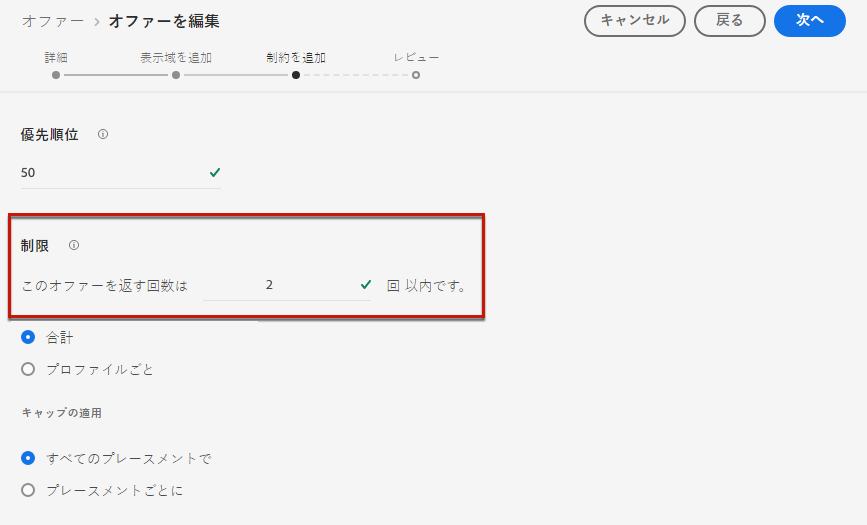 オファー > オファーを編集
キャンセル 戻る 次へ
詳細 表示域を追加 制約を追加 レビュー
優先順位
50
制限
このオファーを返す回数は 2 回 以内です。
合計
プロファイルごと
キャップの適用
すべてのプレースメントで
プレースメントごとに